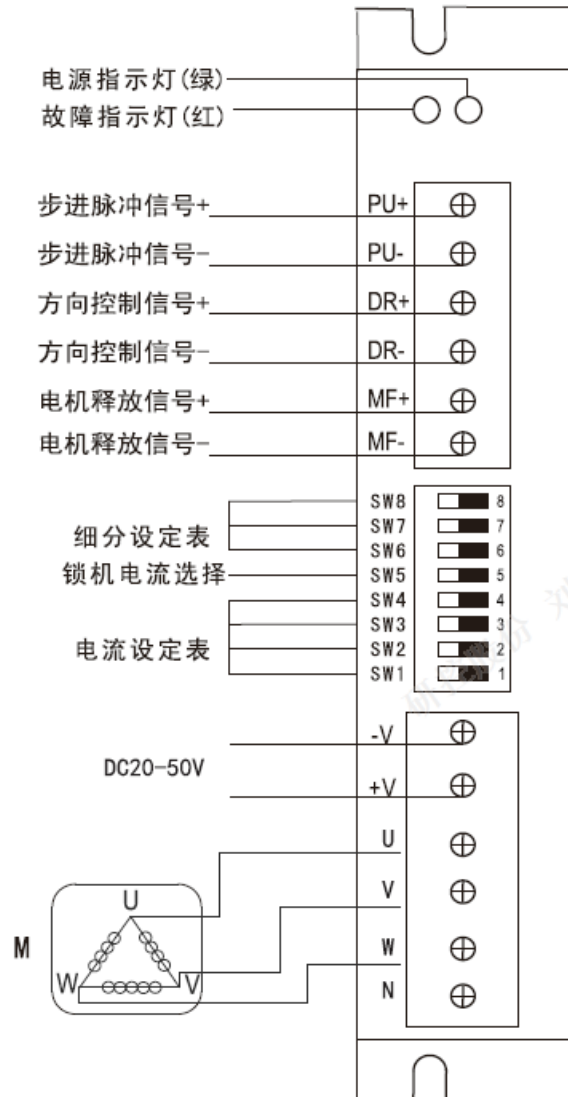 电源指示灯(绿)
故障指示灯(红)
步进脉冲信号+ PU+
步进脉冲信号- PU-
方向控制信号+ DR+
方向控制信号- DR-
电机释放信号+ MF+
电机释放信号- MF-
SW8 8
SW7 7
细分设定表
SW6 6
锁机电流选择 SW5 5
SW4 4
SW3 3
电流设定表 SW2 2
SW1 1
-V
DC20-50V
+V
U
V
W
N
M
U
W V